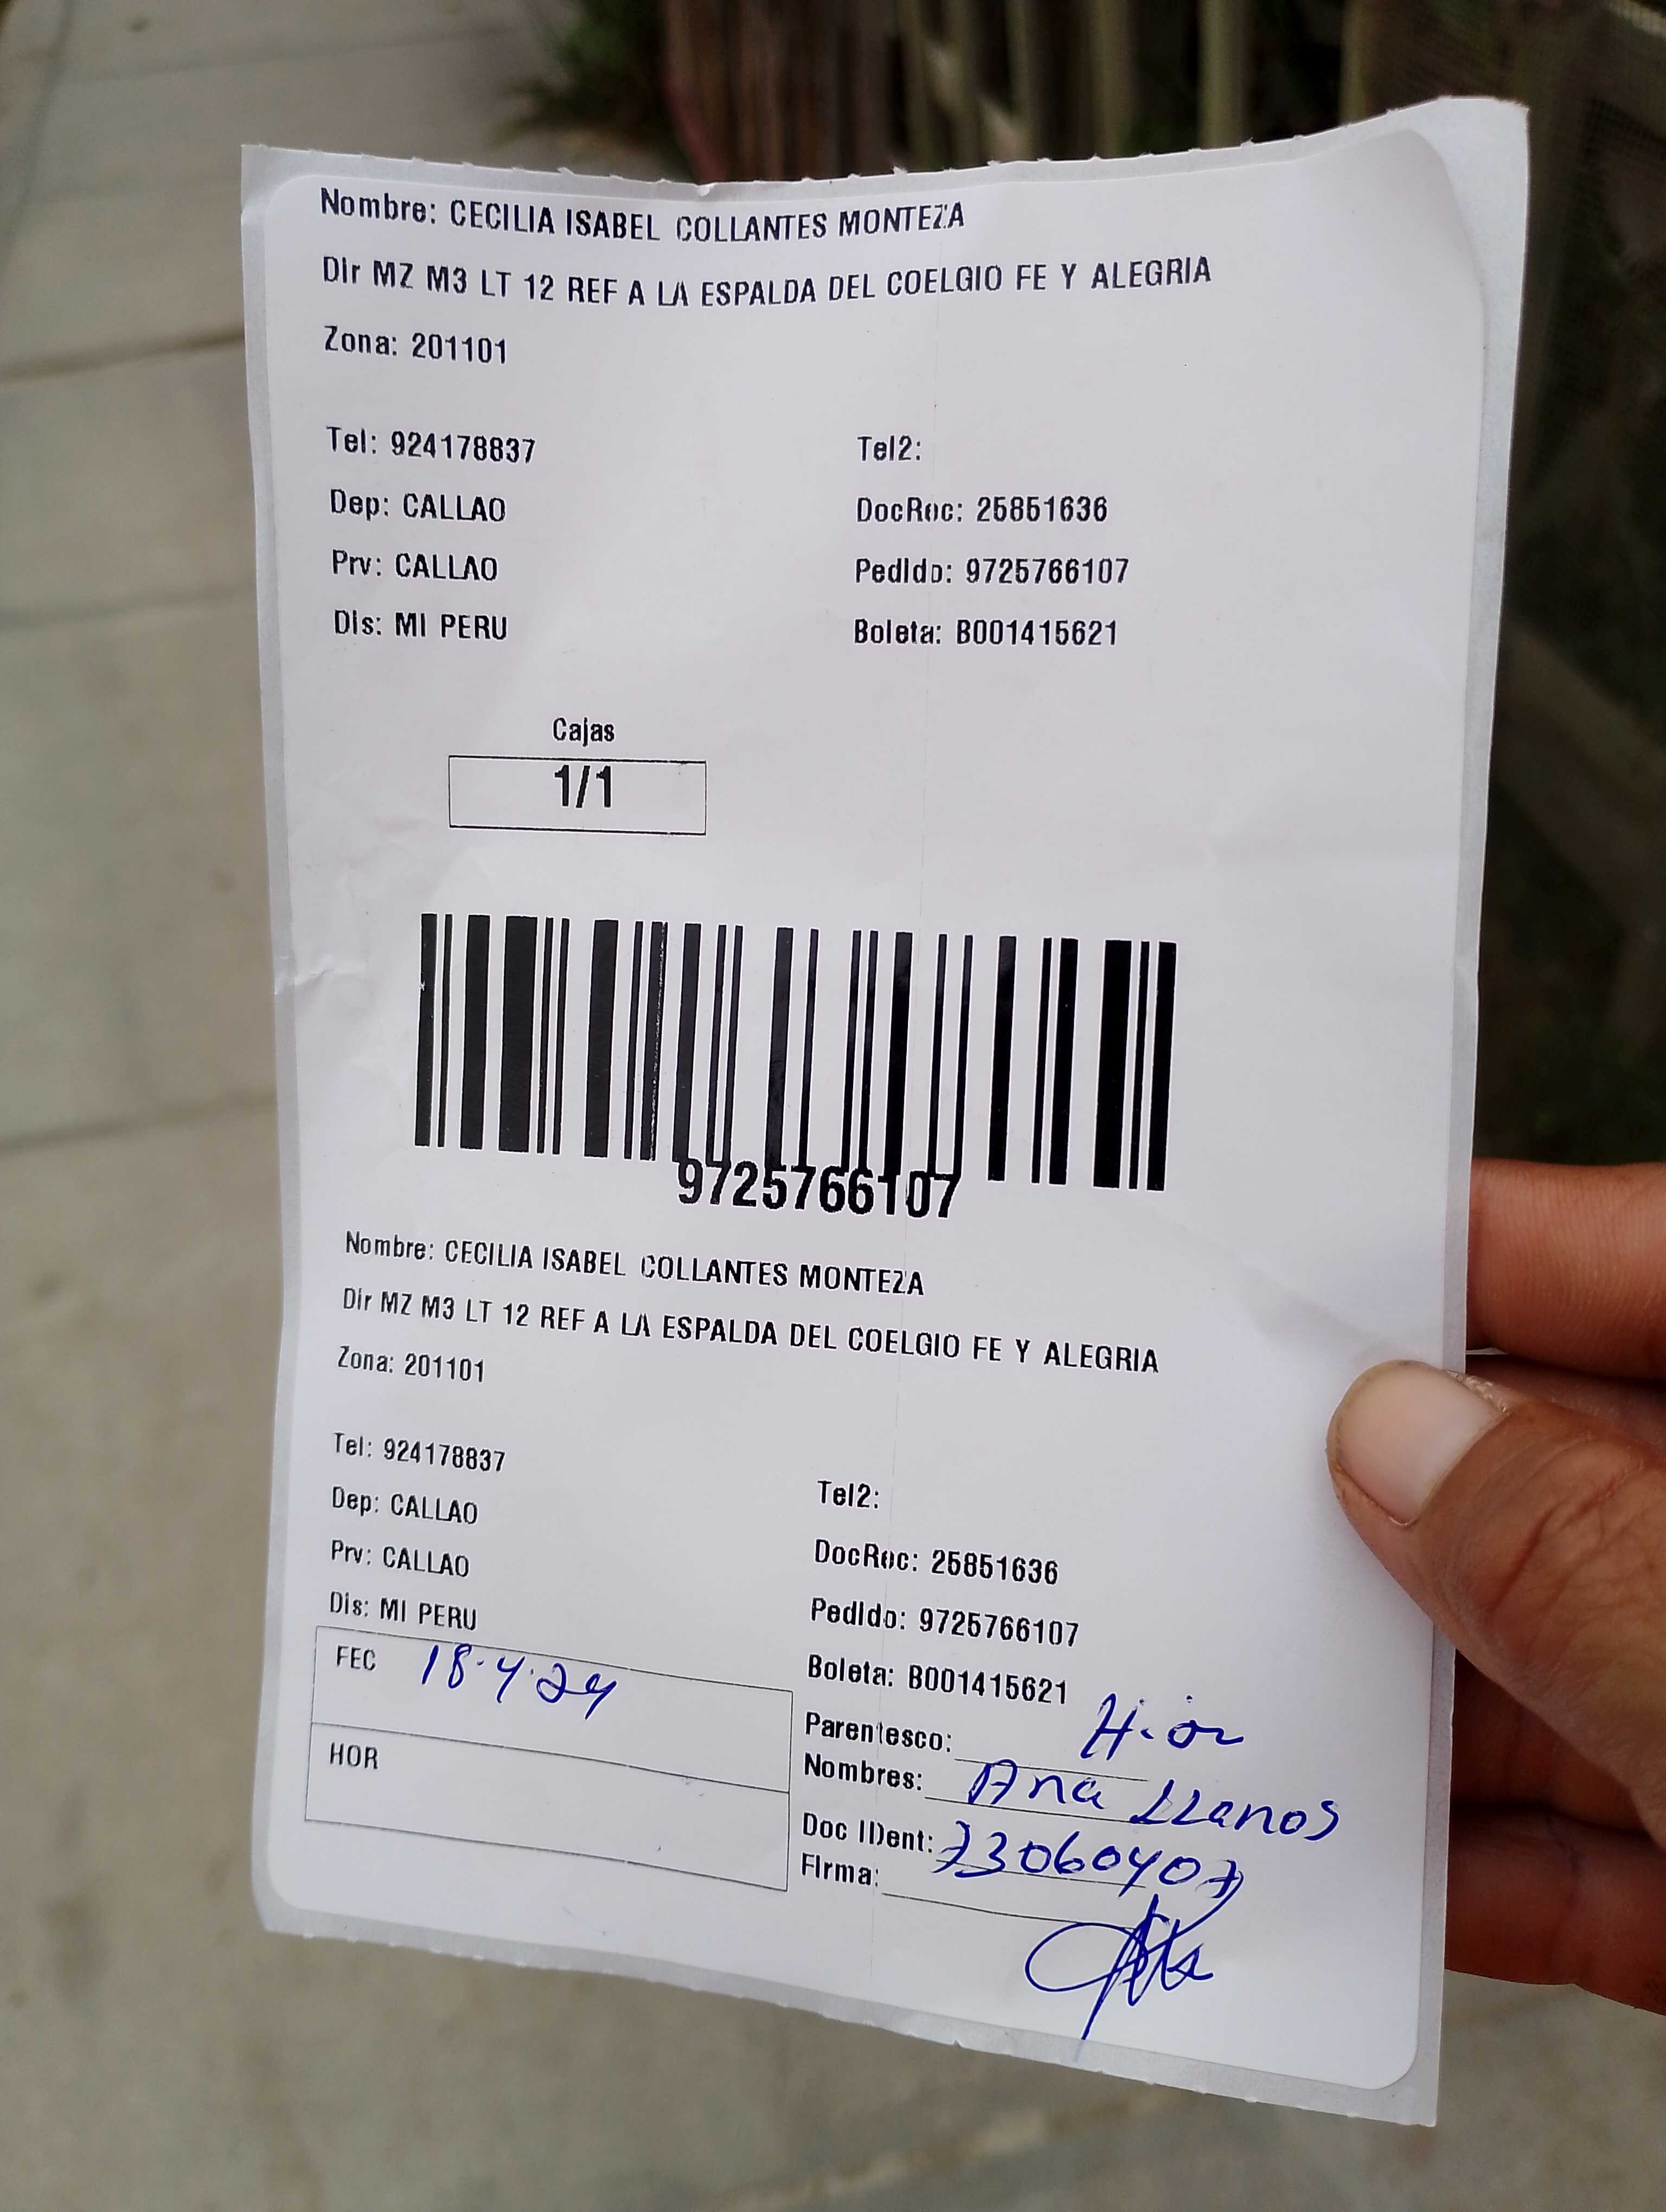 Nombre: CECILIA ISABEL COLLANTES MONTEZA
Dir MZ M3 LT 12 REF A LA ESPALDA DEL COELGIO FE Y ALEGRIA
Zona: 201101
Tel: 924178837 Tel2:
Dep: CALLAO DocRec: 25851636
Prv: CALLAO Pedido: 9725766107
Dis: MI PERU Boleta: B001415621
Cajas
1/1
9725766107
Nombre: CECILIA ISABEL COLLANTES MONTEZA
Dir MZ M3 LT 12 REF A LA ESPALDA DEL COELGIO FE Y ALEGRIA
Zona: 201101
Tel: 924178837 Tel2:
Dep: CALLAO DocRec: 25851636
Prv: CALLAO Pedido: 9725766107
Dis: MI PERU Boleta: B001415621
FEC 18.4.24
HOR
Parentesco:
Nombres: Ana LLanos
Doc IDent: 73060407
Firma: